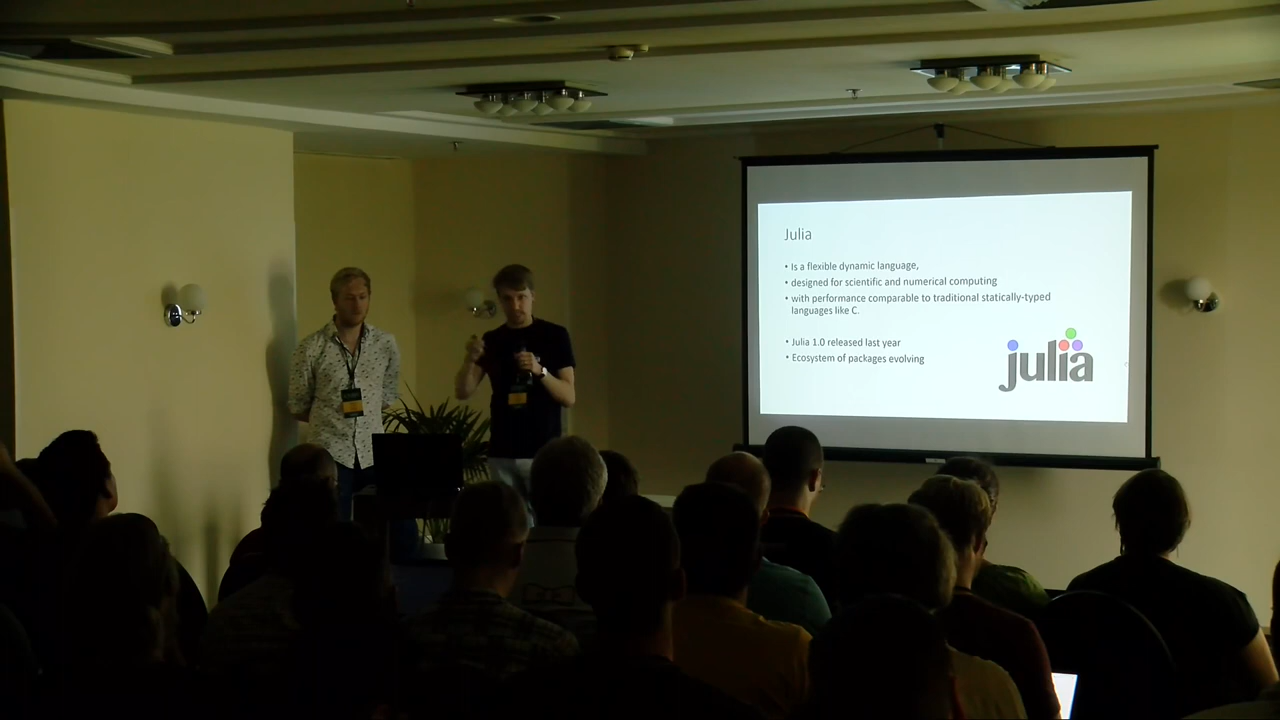 Julia
• Is a flexible dynamic language,
• designed for scientific and numerical computing
• with performance comparable to traditional statically-typed
languages like C.
• Julia 1.0 released last year
• Ecosystem of packages evolving
julia